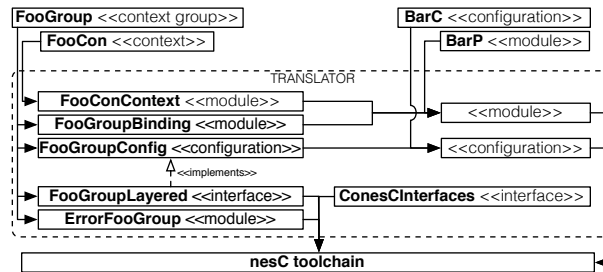 FooGroup <<context group>> BarC <<configuration>>
FooCon <<context>> BarP <<module>>
TRANSLATOR
FooConContext <<module>>
<<module>>
FooGroupBinding <<module>>
FooGroupConfig <<configuration>> <<configuration>>
<<implements>>
FooGroupLayered <<interface>> ConesCInterfaces <<interface>>
ErrorFooGroup <<module>>
nesC toolchain